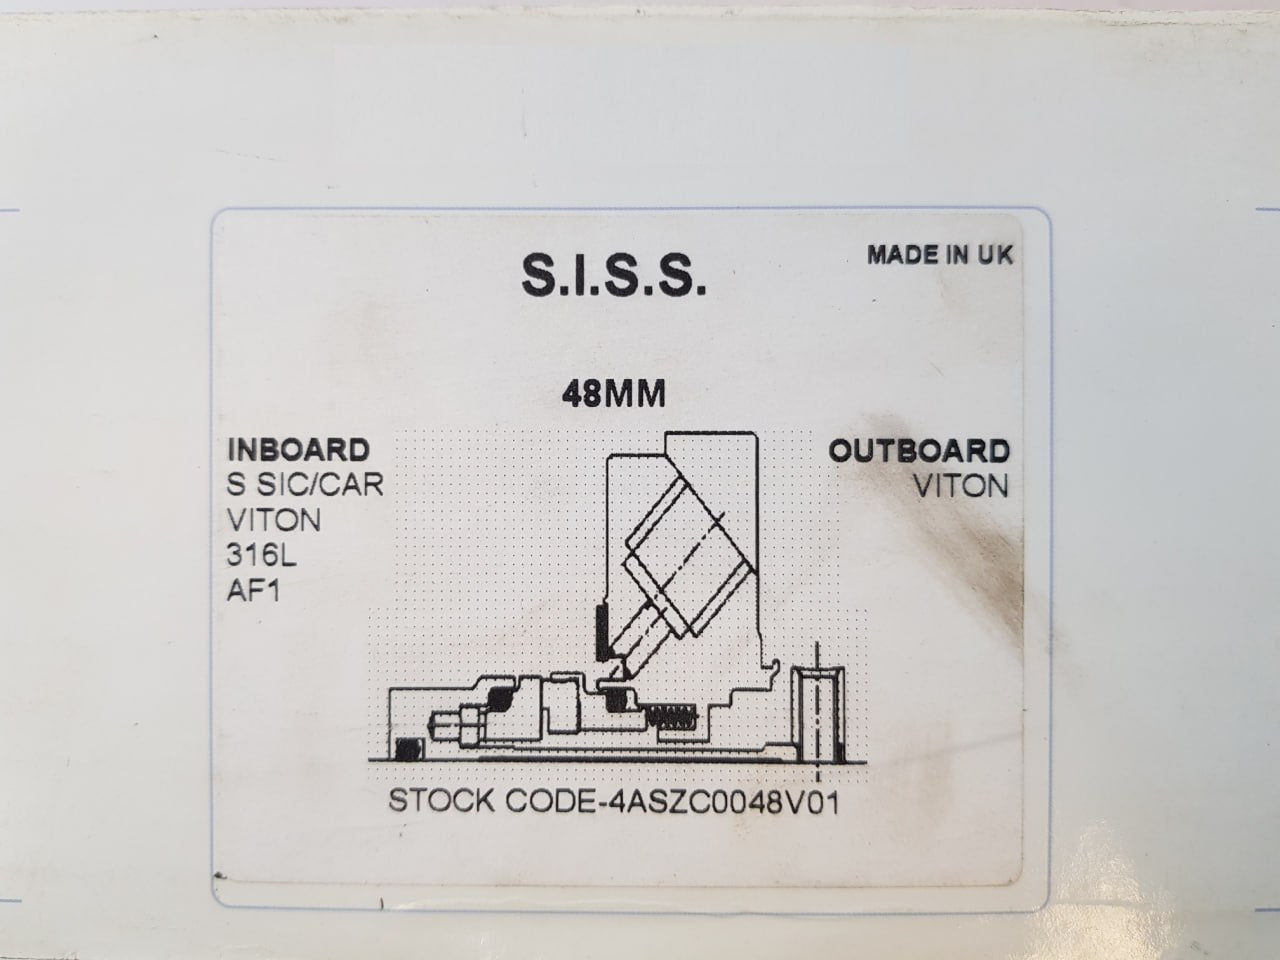 S.I.S.S.
MADE IN UK
48MM
INBOARD
S SIC/CAR
VITON
316L
AF1
OUTBOARD
VITON
STOCK CODE-4ASZC0048V01